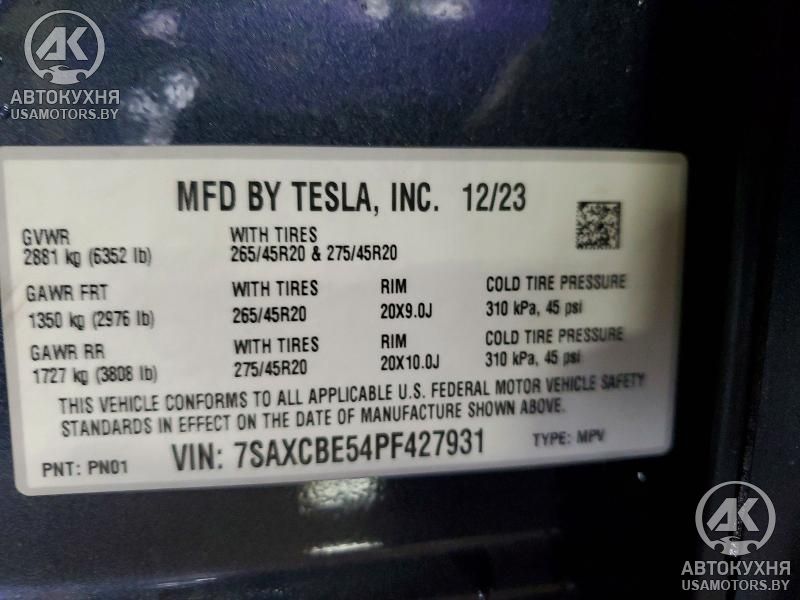 AK
АВТОКУХНЯ
USAMOTORS.BY
MFD BY TESLA, INC. 12/23
GVWR
2881 kg (6352 lb)
WITH TIRES
265/45R20 & 275/45R20
GAWR FRT
1350 kg (2976 lb)
WITH TIRES
265/45R20
RIM
20X9.0J
COLD TIRE PRESSURE
310 kPa, 45 psi
GAWR RR
1727 kg (3808 lb)
WITH TIRES
275/45R20
RIM
20X10.0J
COLD TIRE PRESSURE
310 kPa, 45 psi
THIS VEHICLE CONFORMS TO ALL APPLICABLE U.S. FEDERAL MOTOR VEHICLE SAFETY
STANDARDS IN EFFECT ON THE DATE OF MANUFACTURE SHOWN ABOVE.
PNT: PN01 VIN: 7SAXCBE54PF427931 TYPE: MPV
AK
АВТОКУХНЯ
USAMOTORS.BY